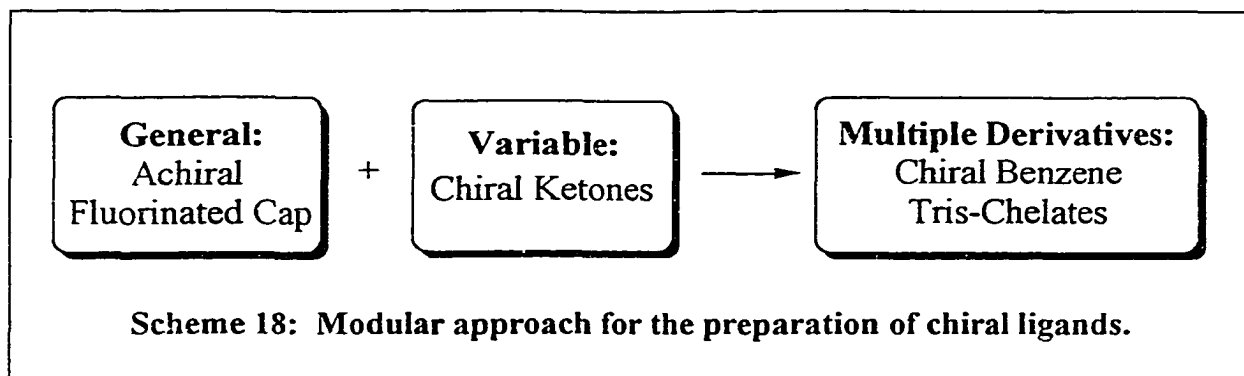 General:
Achiral
Fluorinated Cap
+
Variable:
Chiral Ketones
Multiple Derivatives:
Chiral Benzene
Tris-Chelates
Scheme 18: Modular approach for the preparation of chiral ligands.